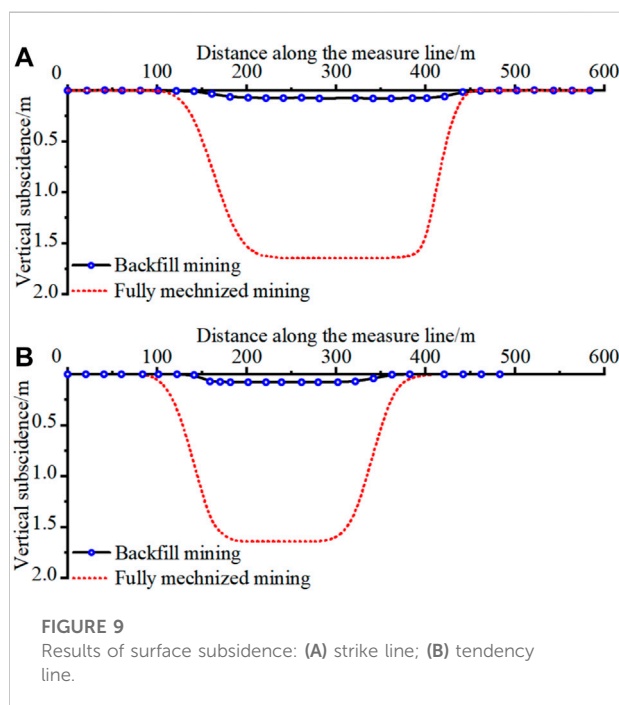 A
Distance along the measure line/m
0 100 200 300 400 500 600
Vertical subsidence/m
0.5
1.0
1.5
2.0
Backfill mining
Fully mechnized mining
B
Distance along the measure line/m
0 100 200 300 400 500 600
Vertical subsidence/m
0.5
1.0
1.5
2.0
Backfill mining
Fully mechnized mining
FIGURE 9
Results of surface subsidence: (A) strike line; (B) tendency
line.